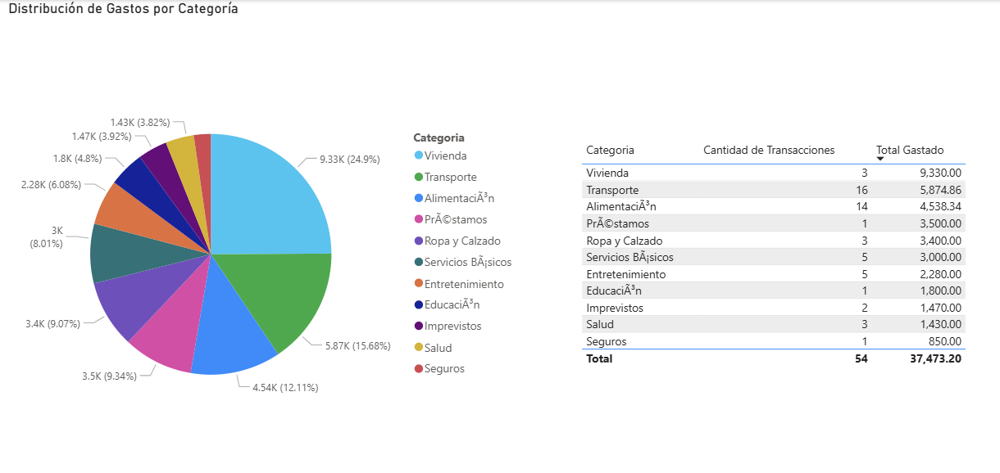 Distribución de Gastos por Categoría
1.43K (3.82%)
1.47K (3.92%)
1.8K (4.8%)
2.28K (6.08%)
3K
(8.01%)
3.4K (9.07%)
3.5K (9.34%)
4.54K (12.11%)
5.87K (15.68%)
9.33K (24.9%)
Categoria
Vivienda
Transporte
AlimentaciÃ³n
PrÃ©stamos
Ropa y Calzado
Servicios BÃ¡sicos
Entretenimiento
EducaciÃ³n
Imprevistos
Salud
Seguros
Categoria Cantidad de Transacciones Total Gastado
Vivienda 3 9,330.00
Transporte 16 5,874.86
AlimentaciÃ³n 14 4,538.34
PrÃ©stamos 1 3,500.00
Ropa y Calzado 3 3,400.00
Servicios BÃ¡sicos 5 3,000.00
Entretenimiento 5 2,280.00
EducaciÃ³n 1 1,800.00
Imprevistos 2 1,470.00
Salud 3 1,430.00
Seguros 1 850.00
Total 54 37,473.20